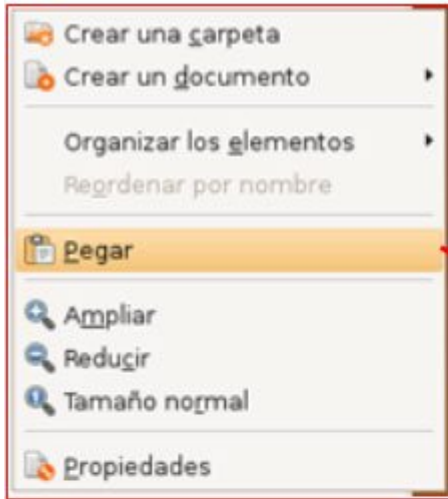 Crear una carpeta
Crear un documento
Organizar los elementos
Reordenar por nombre
Pegar
Ampliar
Reducir
Tamaño normal
Propiedades